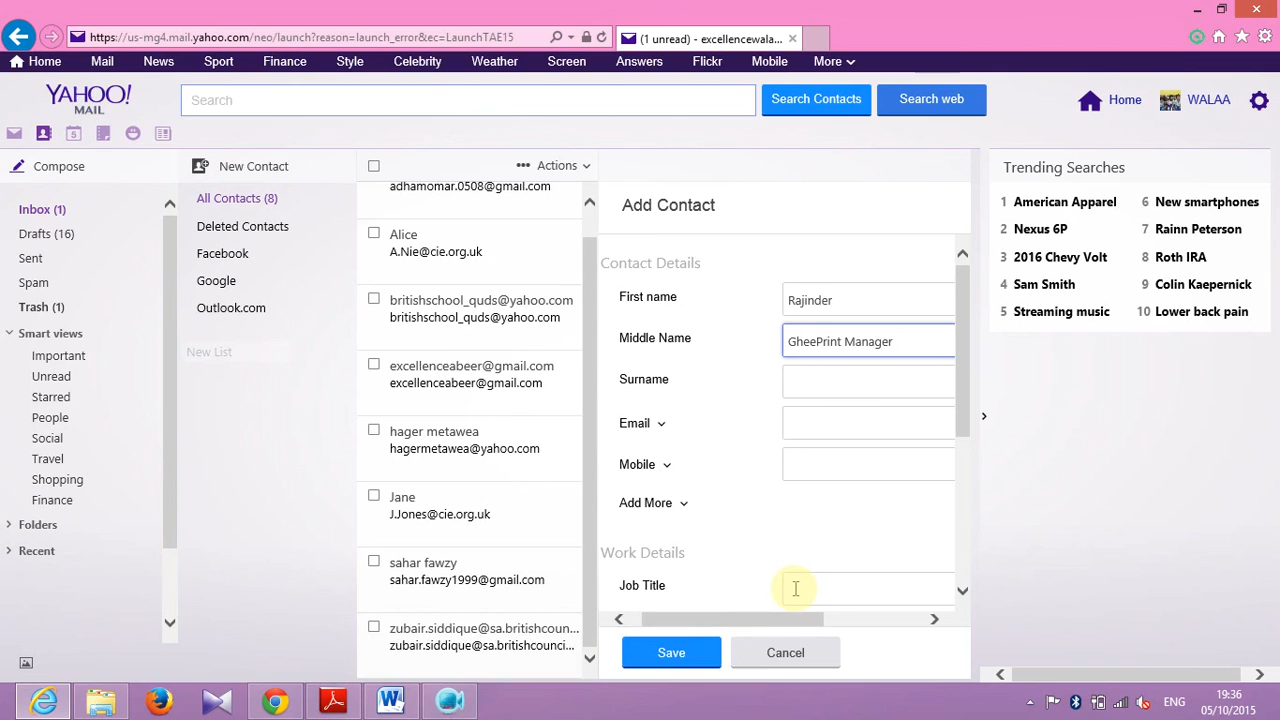 https://us-mg4.mail.yahoo.com/neo/launch?reason=launch_error&ec=LaunchTAE15
(1 unread) - excellencewala...
Home Mail News Sport Finance Style Celebrity Weather Screen Answers Flickr Mobile More
YAHOO! MAIL
Search
Search Contacts
Search web
Home
WALAA
Compose
Inbox (1)
Drafts (16)
Sent
Spam
Trash (1)
Smart views
Important
Unread
Starred
People
Social
Travel
Shopping
Finance
Folders
Recent
New Contact
All Contacts (8)
Deleted Contacts
Facebook
Google
Outlook.com
New List
Actions
adhamomar.0508@gmail.com
Alice
A.Nie@cie.org.uk
britishschool_quds@yahoo.com
britishschool_quds@yahoo.com
excellenceabeer@gmail.com
excellenceabeer@gmail.com
hager metawea
hagermetawea@yahoo.com
Jane
J.Jones@cie.org.uk
sahar fawzy
sahar.fawzy1999@gmail.com
zubair.siddique@sa.britishcoun...
zubair.siddique@sa.britishcounci...
Add Contact
Contact Details
First name Rajinder
Middle Name GheePrint Manager
Surname
Email
Mobile
Add More
Work Details
Job Title
Save
Cancel
Trending Searches
1 American Apparel
2 Nexus 6P
3 2016 Chevy Volt
4 Sam Smith
5 Streaming music
6 New smartphones
7 Rainn Peterson
8 Roth IRA
9 Colin Kaepernick
10 Lower back pain
ENG
19:36
05/10/2015